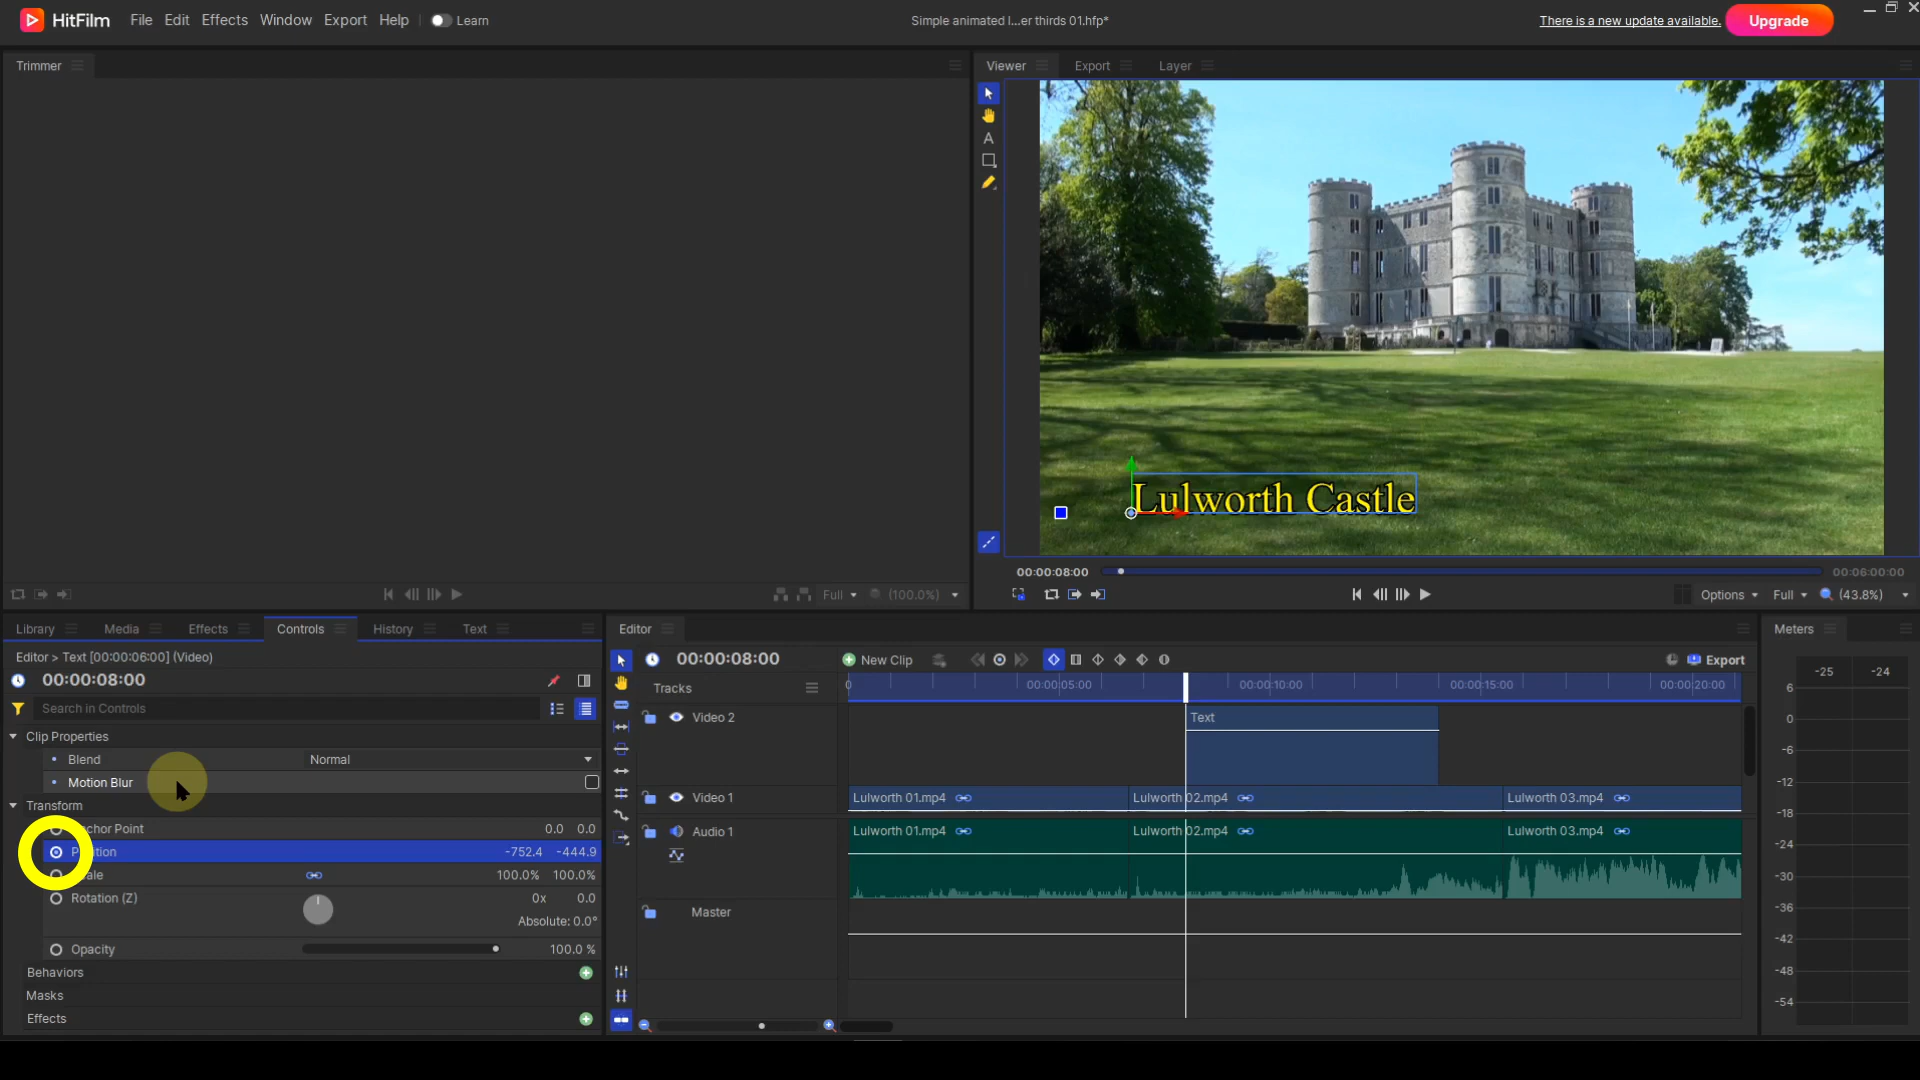 HitFilm File Edit Effects Window Export Help Learn Simple animated l...er thirds 01.hfp* There is a new update available. Upgrade
Trimmer
Viewer Export Layer
A
Lulworth Castle
00:00:08:00 00:06:00:00
Full (100.0%)
Options Full (43.8%)
Library Media Effects Controls History Text
Editor > Text [00:00:06:00] (Video)
00:00:08:00
Search in Controls
Clip Properties
Blend Normal
Motion Blur
Transform
chor Point 0.0 0.0
P tion -752.4 -444.9
ale 100.0% 100.0%
Rotation (Z) 0x 0.0
Absolute: 0.0°
Opacity 100.0 %
Behaviors
Masks
Effects
Editor
00:00:08:00 New Clip Export
Tracks 0 00:00:05:00 00:00:10:00 00:00:15:00 00:00:20:00
Video 2 Text
Video 1 Lulworth 01.mp4 Lulworth 02.mp4 Lulworth 03.mp4
Audio 1 Lulworth 01.mp4 Lulworth 02.mp4 Lulworth 03.mp4
Master
Meters
-25 -24
6
0
-6
-12
-18
-24
-30
-36
-42
-48
-54